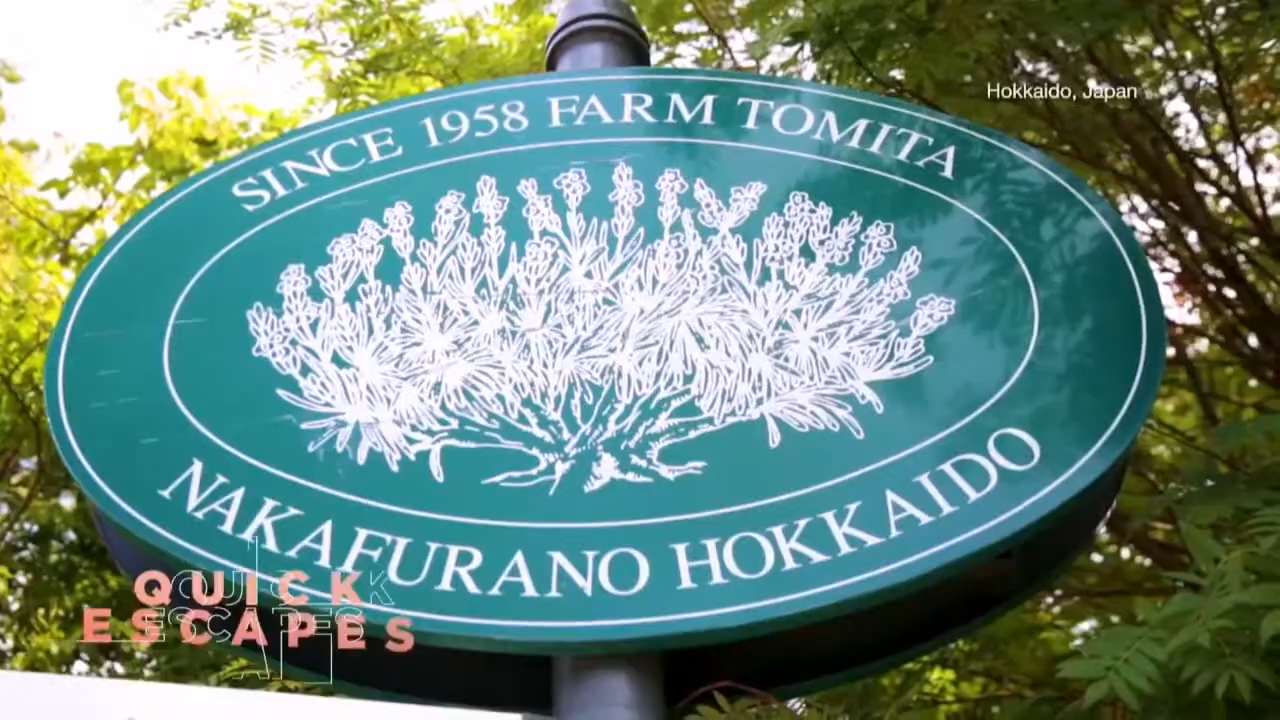 Hokkaido, Japan
SINCE 1958 FARM TOMITA
NAKAFURANO HOKKAIDO
QUICK
ESCAPES